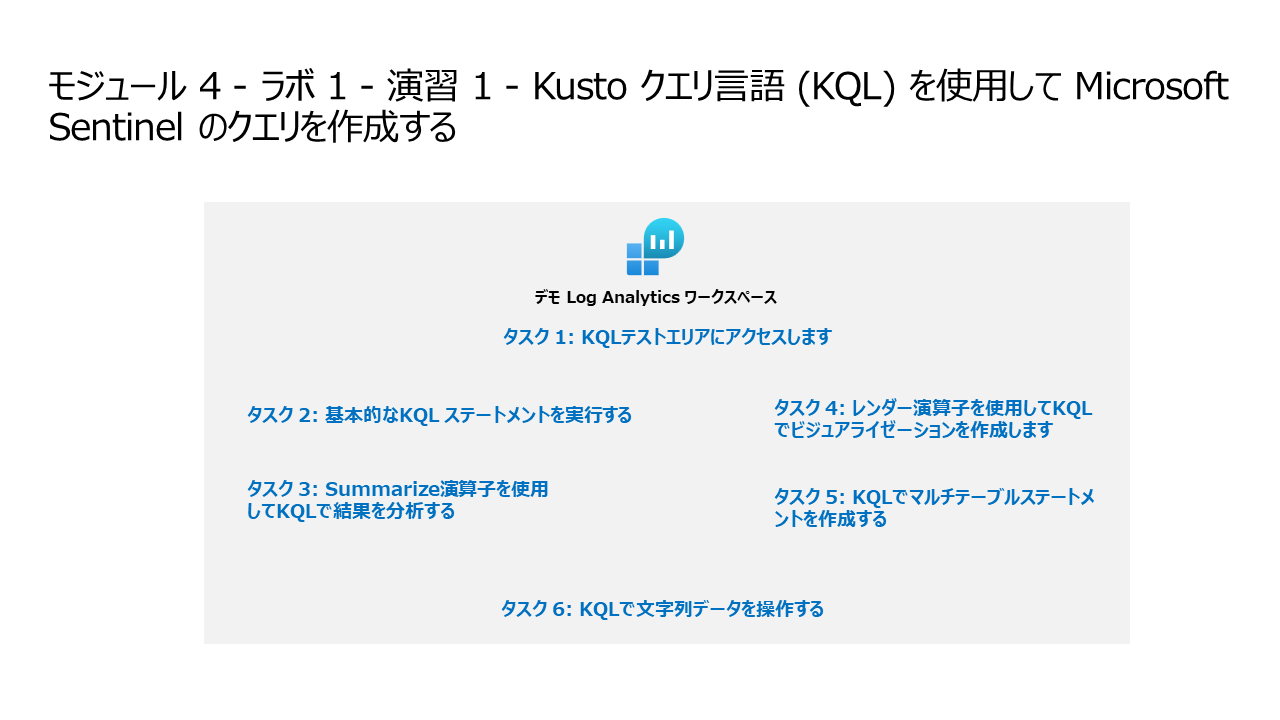 モジュール 4 - ラボ 1 - 演習 1 - Kusto クエリ言語 (KQL) を使用して Microsoft
Sentinel のクエリを作成する
デモ Log Analytics ワークスペース
タスク 1: KQLテストエリアにアクセスします
タスク 2: 基本的なKQL ステートメントを実行する
タスク 3: Summarize演算子を使用
してKQLで結果を分析する
タスク 4: レンダー演算子を使用してKQL
でビジュアライゼーションを作成します
タスク 5: KQLでマルチテーブルステートメ
ントを作成する
タスク 6: KQLで文字列データを操作する